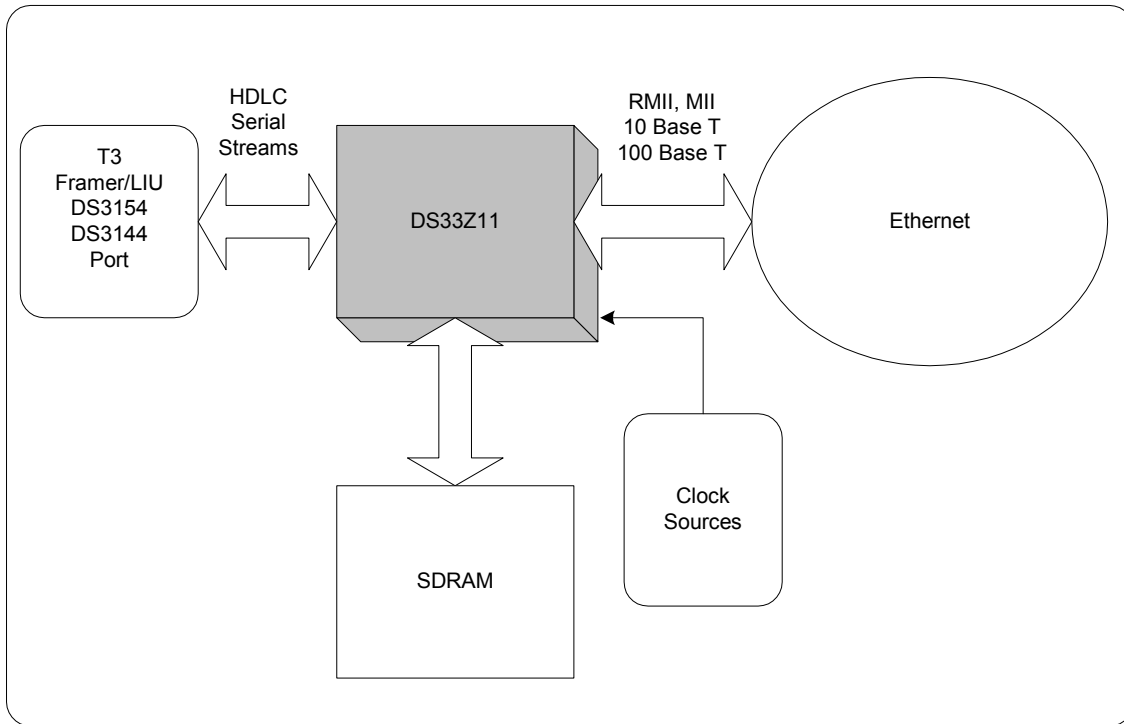 T3
Framer/LIU
DS3154
DS3144
Port
HDLC
Serial
Streams
DS33Z11
RMII, MII
10 Base T
100 Base T
Ethernet
Clock
Sources
SDRAM